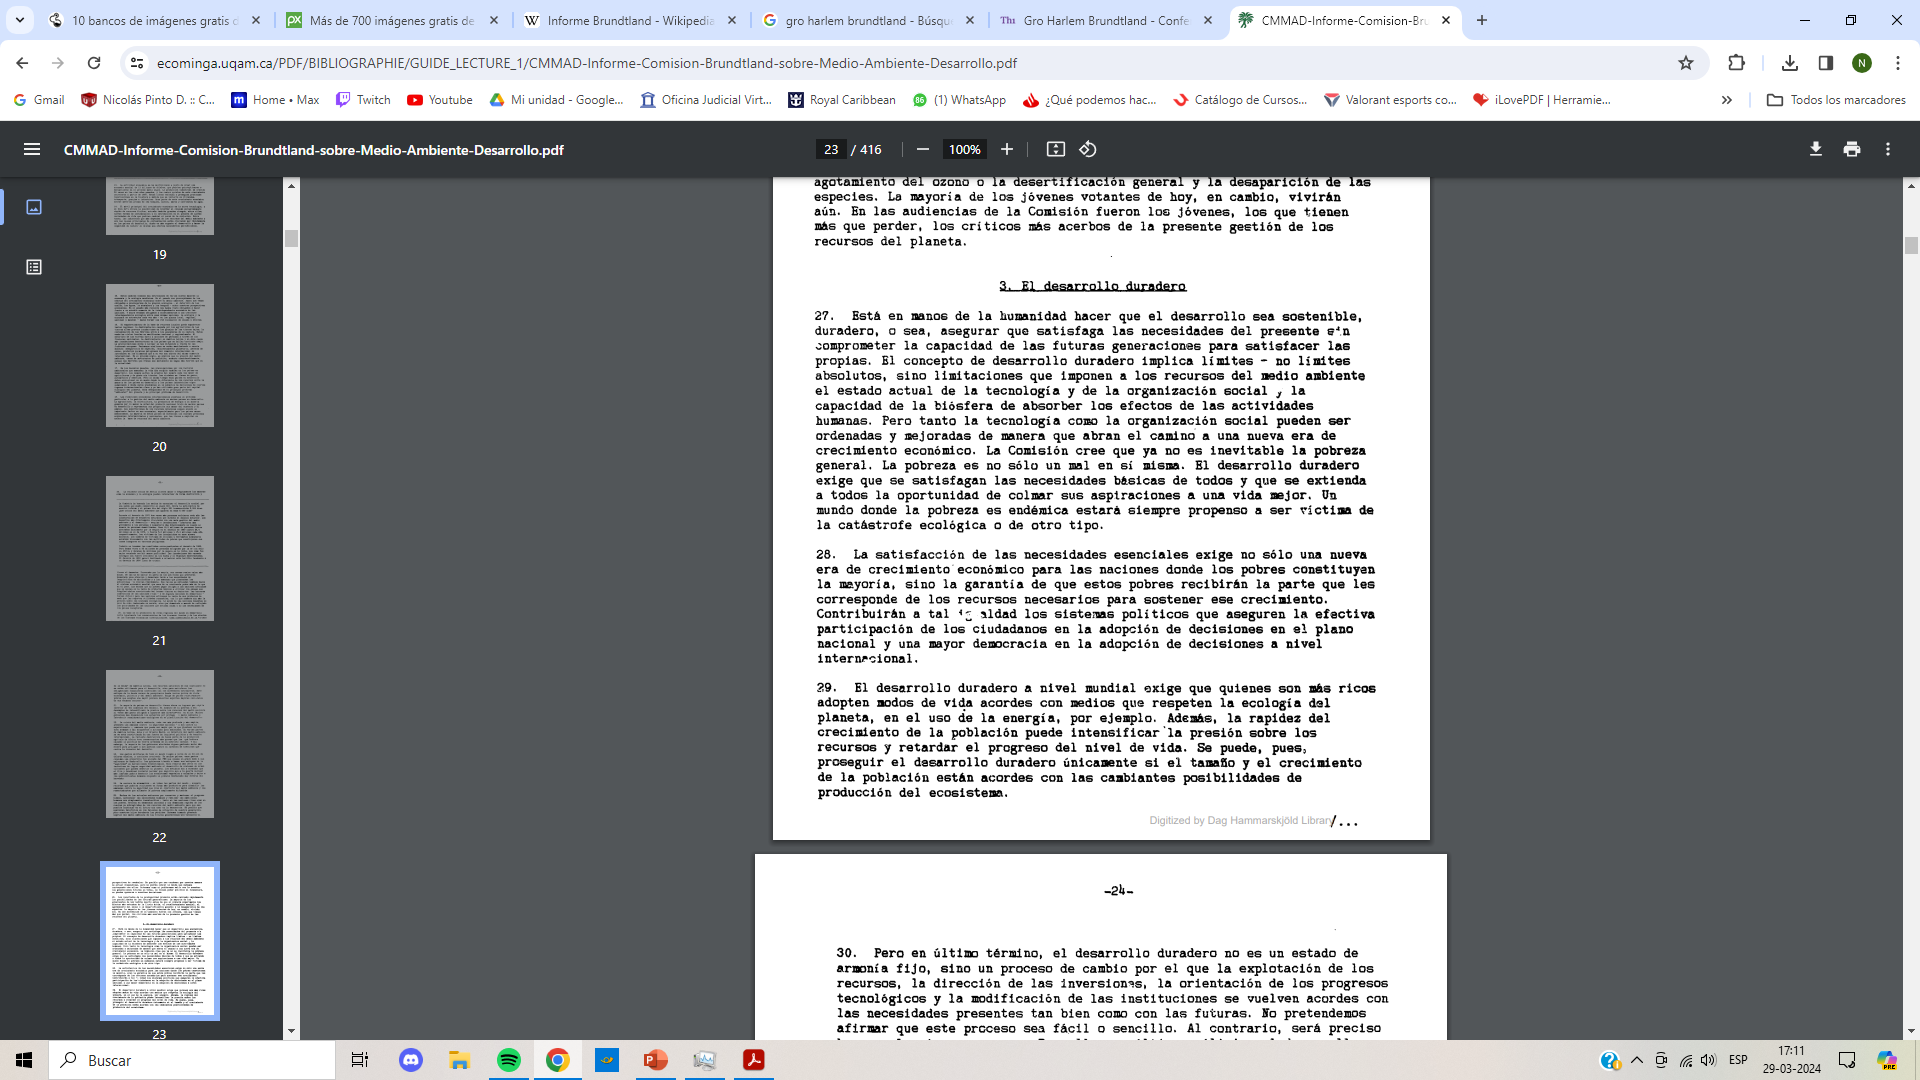 10 bancos de imágenes gratis d
Más de 700 imágenes gratis de
Informe Brundtland - Wikipedia
gro harlem brundtland - Búsqu
Gro Harlem Brundtland - Confe
CMMAD-Informe-Comision-Bru
ecominga.uqam.ca/PDF/BIBLIOGRAPHIE/GUIDE_LECTURE_1/CMMAD-Informe-Comision-Brundtland-sobre-Medio-Ambiente-Desarrollo.pdf
N
Gmail
Nicolás Pinto D. :: C...
Home • Max
Twitch
Youtube
Mi unidad - Google...
Oficina Judicial Virt...
Royal Caribbean
(1) WhatsApp
¿Qué podemos hac...
Catálogo de Cursos...
Valorant esports co...
iLovePDF | Herramie...
Todos los marcadores
CMMAD-Informe-Comision-Brundtland-sobre-Medio-Ambiente-Desarrollo.pdf
23 / 416
100%
19
20
21
22
23
agotamiento del ozono o la desertificación general y la desaparición de las
especies. La mayoría de los jóvenes votantes de hoy, en cambio, vivirán
aún. En las audiencias de la Comisión fueron los jóvenes, los que tienen
más que perder, los críticos más acerbos de la presente gestión de los
recursos del planeta.
3. El desarrollo duradero
27. Está en manos de la humanidad hacer que el desarrollo sea sostenible,
duradero, o sea, asegurar que satisfaga las necesidades del presente sin
comprometer la capacidad de las futuras generaciones para satisfacer las
propias. El concepto de desarrollo duradero implica límites - no límites
absolutos, sino limitaciones que imponen a los recursos del medio ambiente
el estado actual de la tecnología y de la organización social y la
capacidad de la biósfera de absorber los efectos de las actividades
humanas. Pero tanto la tecnología como la organización social pueden ser
ordenadas y mejoradas de manera que abran el camino a una nueva era de
crecimiento económico. La Comisión cree que ya no es inevitable la pobreza
general. La pobreza es no sólo un mal en sí misma. El desarrollo duradero
exige que se satisfagan las necesidades básicas de todos y que se extienda
a todos la oportunidad de colmar sus aspiraciones a una vida mejor. Un
mundo donde la pobreza es endémica estará siempre propenso a ser víctima de
la catástrofe ecológica o de otro tipo.
28. La satisfacción de las necesidades esenciales exige no sólo una nueva
era de crecimiento económico para las naciones donde los pobres constituyen
la mayoría, sino la garantía de que estos pobres recibirán la parte que les
corresponde de los recursos necesarios para sostener ese crecimiento.
Contribuirán a tal igualdad los sistemas políticos que aseguren la efectiva
participación de los ciudadanos en la adopción de decisiones en el plano
nacional y una mayor democracia en la adopción de decisiones a nivel
internacional.
29. El desarrollo duradero a nivel mundial exige que quienes son más ricos
adopten modos de vida acordes con medios que respeten la ecología del
planeta, en el uso de la energía, por ejemplo. Además, la rapidez del
crecimiento de la población puede intensificar la presión sobre los
recursos y retardar el progreso del nivel de vida. Se puede, pues,
proseguir el desarrollo duradero únicamente si el tamaño y el crecimiento
de la población están acordes con las cambiantes posibilidades de
producción del ecosistema.
Digitized by Dag Hammarskjöld Library
/...
-24-
30. Pero en último término, el desarrollo duradero no es un estado de
armonía fijo, sino un proceso de cambio por el que la explotación de los
recursos, la dirección de las inversiones, la orientación de los progresos
tecnológicos y la modificación de las instituciones se vuelven acordes con
las necesidades presentes tan bien como con las futuras. No pretendemos
afirmar que este proceso sea fácil o sencillo. Al contrario, será preciso
Buscar
ESP
17:11
29-03-2024